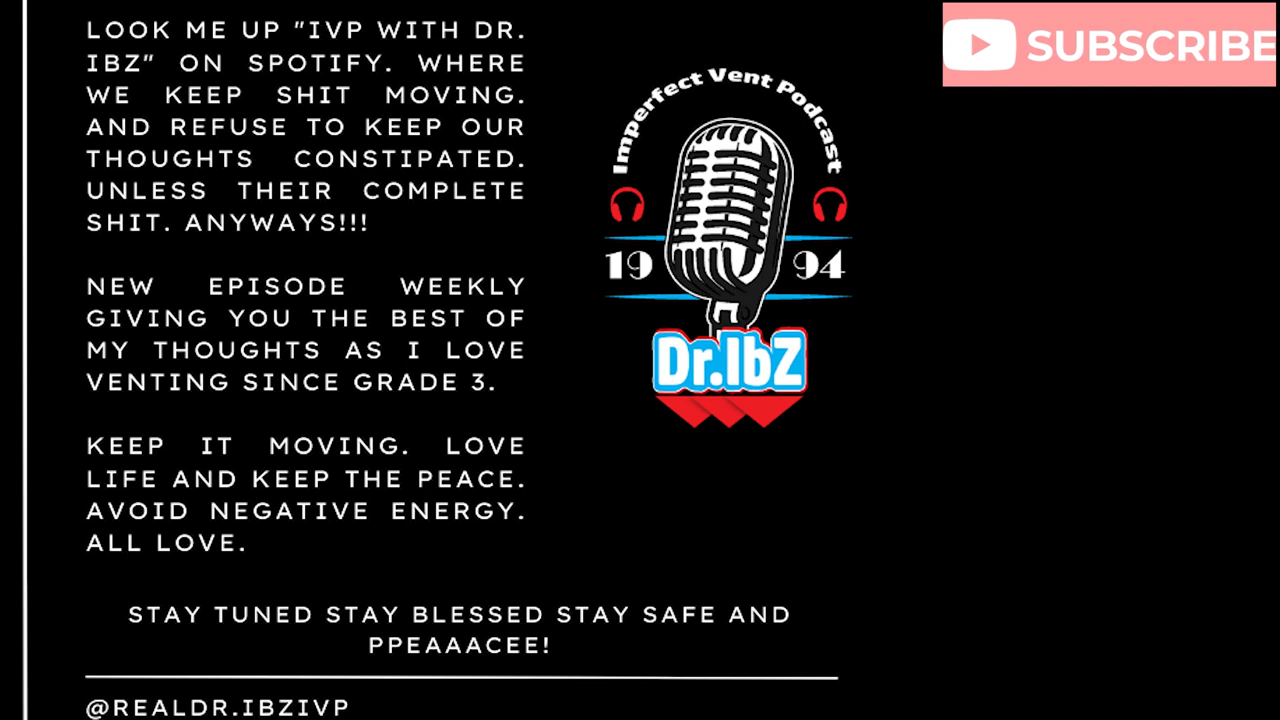 LOOK ME UP "IVP WITH DR.
IBZ" ON SPOTIFY. WHERE
WE KEEP SHIT MOVING.
AND REFUSE TO KEEP OUR
THOUGHTS CONSTIPATED.
UNLESS THEIR COMPLETE
SHIT. ANYWAYS!!!
NEW EPISODE WEEKLY
GIVING YOU THE BEST OF
MY THOUGHTS AS I LOVE
VENTING SINCE GRADE 3.
KEEP IT MOVING. LOVE
LIFE AND KEEP THE PEACE.
AVOID NEGATIVE ENERGY.
ALL LOVE.
STAY TUNED STAY BLESSED STAY SAFE AND
PPEAAACEE!
@REALDR.IBZIVP
Imperfect Vent Podcast
19 94
Dr.IbZ
SUBSCRIBE